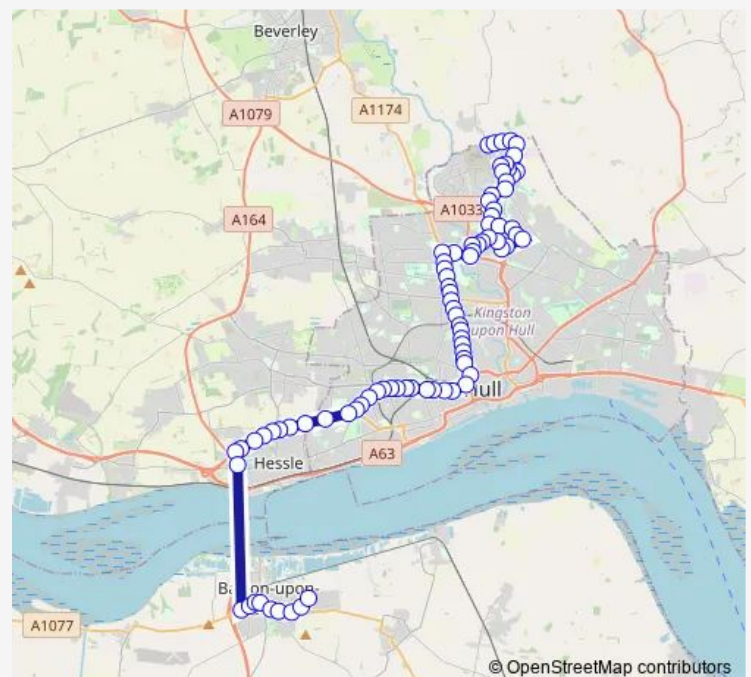 Beverley
A1079
A1174
A164
A1033
Kingston
upon Hull
Hull
A63
Hessle
A1077
© OpenStreetMap contributors